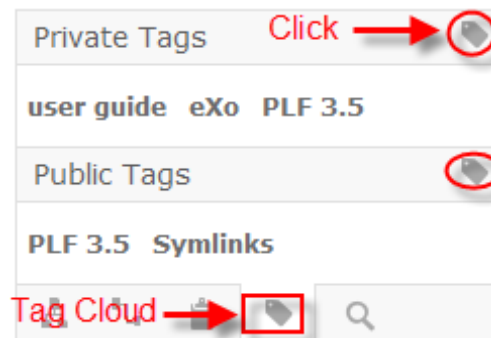 Private Tags Click
user guide eXo PLF 3.5
Public Tags
PLF 3.5 Symlinks
Tag Cloud